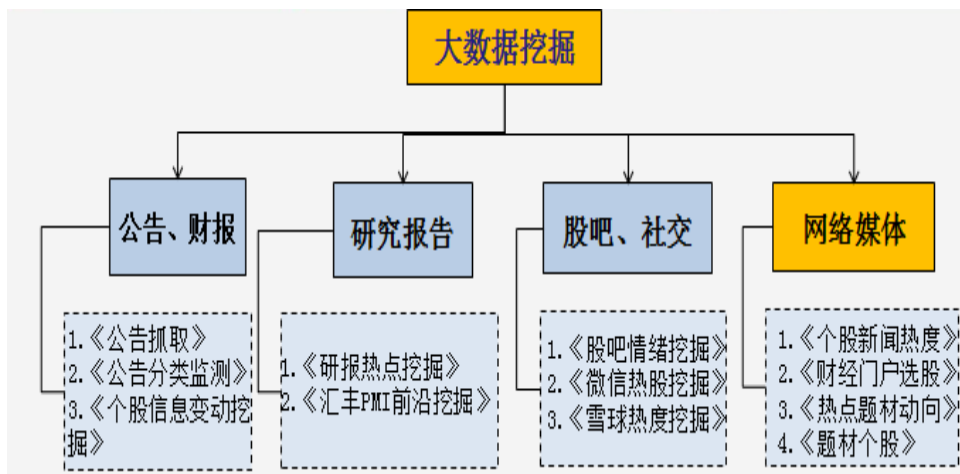 大数据挖掘
公告、财报
研究报告
股吧、社交
网络媒体
1.《公告抓取》
2.《公告分类监测》
3.《个股信息变动挖
掘》
1.《研报热点挖掘》
2.《汇丰PMI前沿挖掘》
1.《股吧情绪挖掘》
2.《微信热股挖掘》
3.《雪球热度挖掘》
1.《个股新闻热度》
2.《财经门户选股》
3.《热点题材动向》
4.《题材个股》